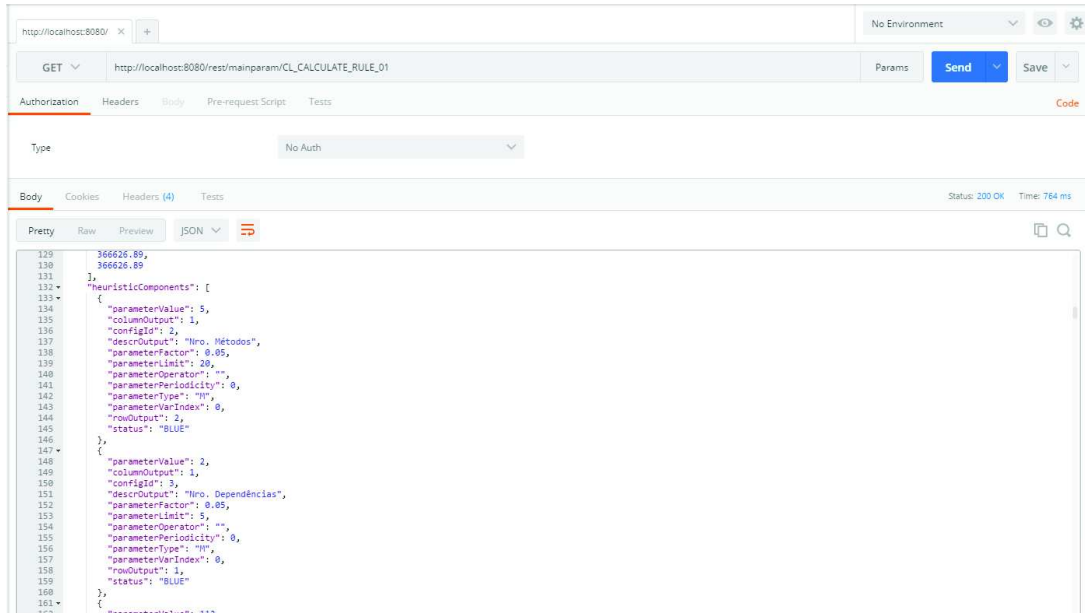 http://localhost:8080/ × +
No Environment
GET http://localhost:8080/rest/mainparam/CL_CALCULATE_RULE_01 Params Send Save
Authorization Headers Body Pre-request Script Tests Code
Type No Auth
Body Cookies Headers (4) Tests Status: 200 OK Time: 764 ms
Pretty Raw Preview JSON
129 366626.89,
130 366626.89
131 ],
132 "heuristicComponents": [
133 {
134 "parameterValue": 5,
135 "columnOutput": 1,
136 "configId": 2,
137 "descrOutput": "Nro. Métodos",
138 "parameterFactor": 0.05,
139 "parameterLimit": 20,
140 "parameterOperator": "",
141 "parameterPeriodicity": 0,
142 "parameterType": "M",
143 "parameterVarIndex": 0,
144 "rowOutput": 2,
145 "status": "BLUE"
146 },
147 {
148 "parameterValue": 2,
149 "columnOutput": 1,
150 "configId": 3,
151 "descrOutput": "Nro. Dependências",
152 "parameterFactor": 0.05,
153 "parameterLimit": 5,
154 "parameterOperator": "",
155 "parameterPeriodicity": 0,
156 "parameterType": "M",
157 "parameterVarIndex": 0,
158 "rowOutput": 1,
159 "status": "BLUE"
160 },
161 {